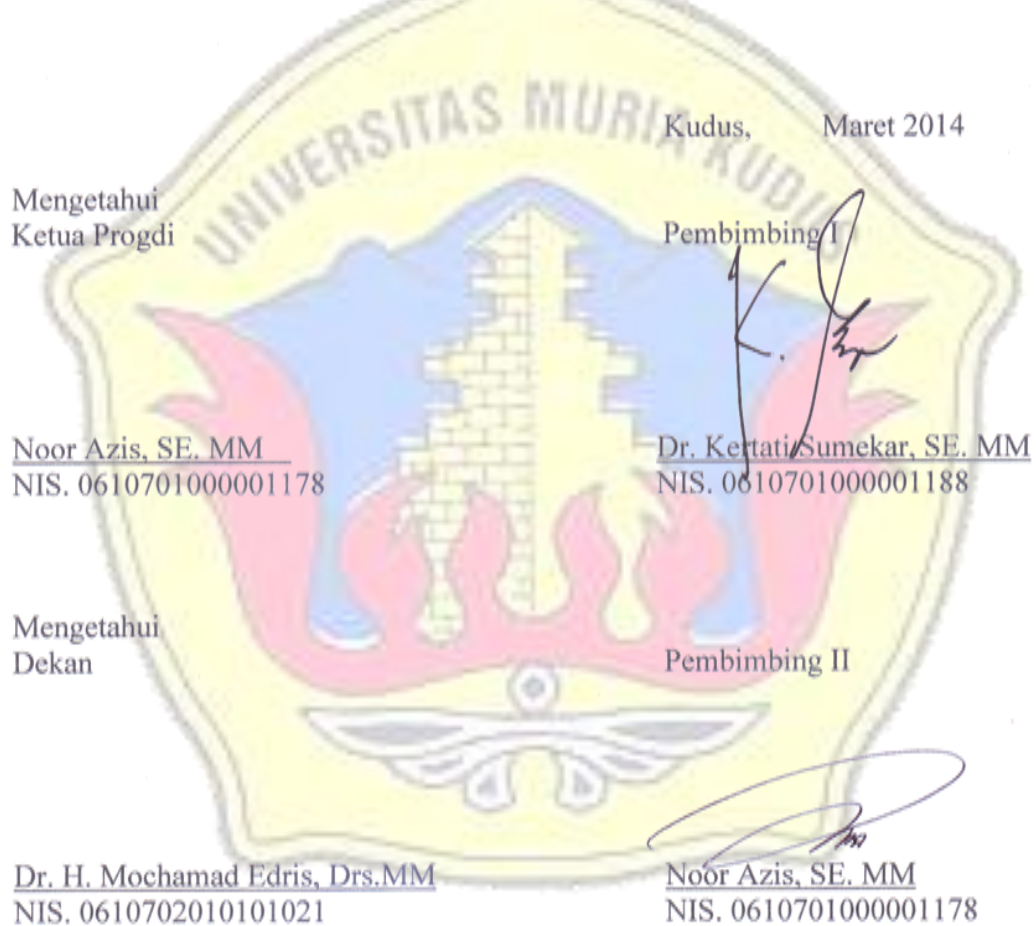 UNIVERSITAS MURIA KUDUS
Kudus, Maret 2014
Mengetahui
Ketua Progdi
Pembimbing I
Noor Azis, SE. MM
NIS. 0610701000001178
Dr. Kertati Sumekar, SE. MM
NIS. 0610701000001188
Mengetahui
Dekan
Pembimbing II
Dr. H. Mochamad Edris, Drs.MM
NIS. 0610702010101021
Noor Azis, SE. MM
NIS. 0610701000001178